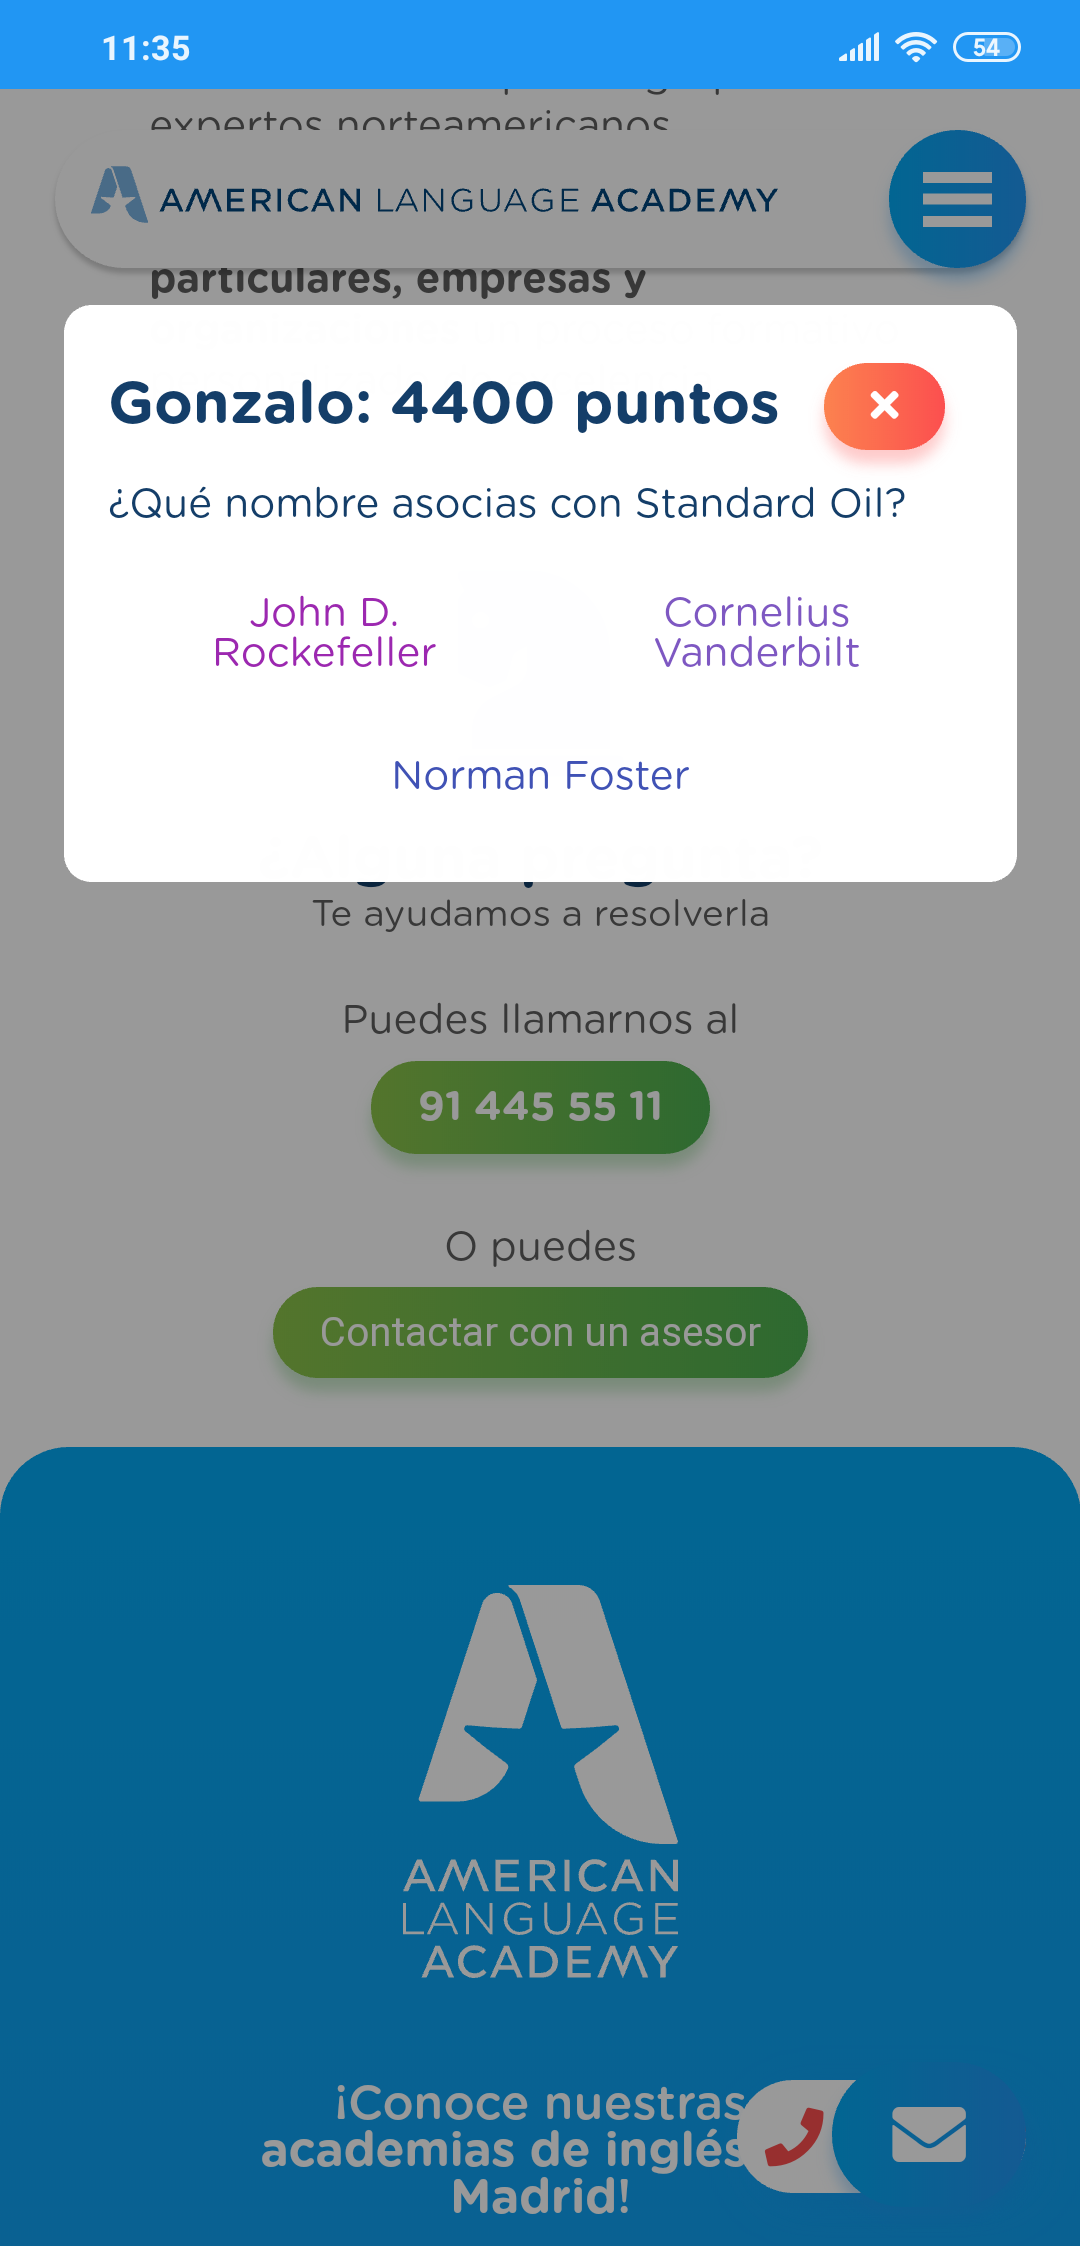 11:35
54
expertos norteamericanos
AMERICAN LANGUAGE ACADEMY
particulares, empresas y
Gonzalo: 4400 puntos
¿Qué nombre asocias con Standard Oil?
John D.
Rockefeller
Cornelius
Vanderbilt
Norman Foster
¿Alguna pregunta?
Te ayudamos a resolverla
Puedes llamarnos al
91 445 55 11
O puedes
Contactar con un asesor
AMERICAN
LANGUAGE
ACADEMY
¡Conoce nuestras
academias de inglés
Madrid!